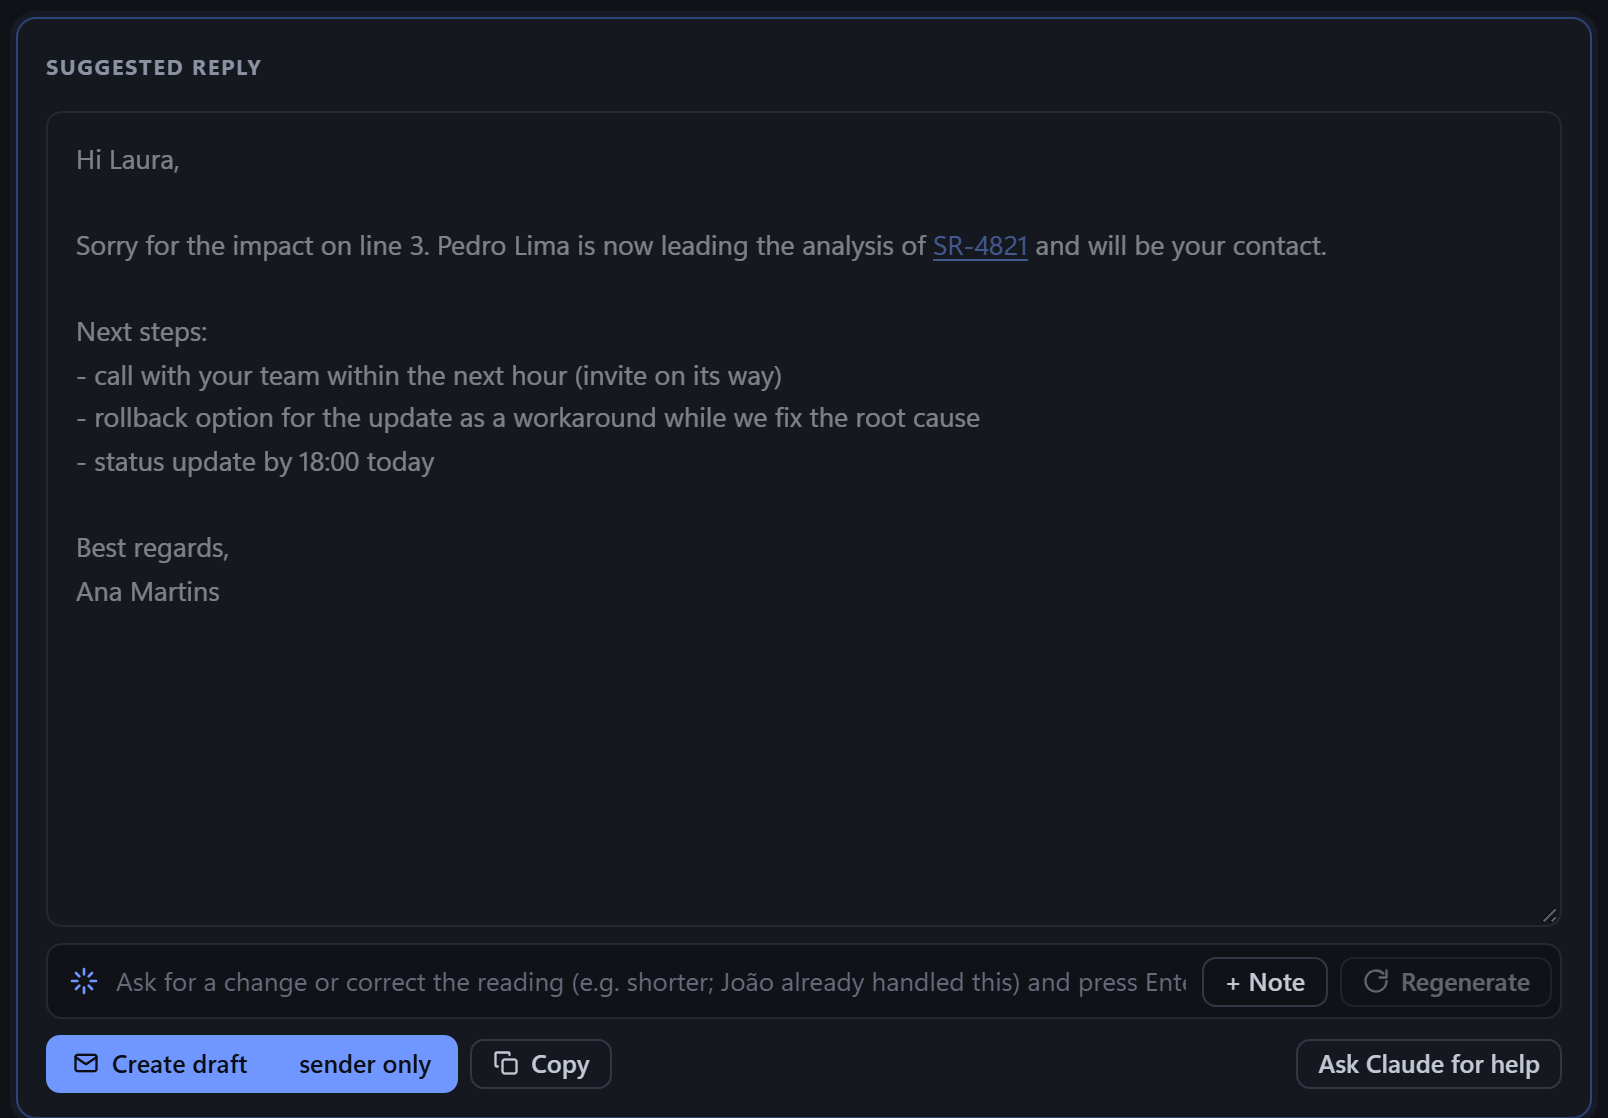 SUGGESTED REPLY
Hi Laura,
Sorry for the impact on line 3. Pedro Lima is now leading the analysis of SR-4821 and will be your contact.
Next steps:
- call with your team within the next hour (invite on its way)
- rollback option for the update as a workaround while we fix the root cause
- status update by 18:00 today
Best regards,
Ana Martins
Ask for a change or correct the reading (e.g. shorter; João already handled this) and press Ente
+ Note
Regenerate
Create draft
sender only
Copy
Ask Claude for help